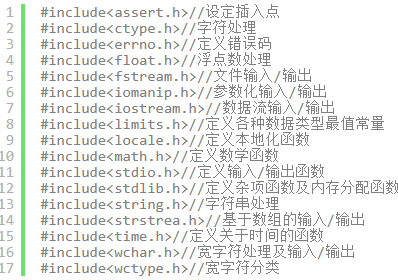 1 #include<assert.h>//设定插入点
2 #include<ctype.h>//字符处理
3 #include<errno.h>//定义错误码
4 #include<float.h>//浮点数处理
5 #include<fstream.h>//文件输入/输出
6 #include<iomanip.h>//参数化输入/输出
7 #include<iostream.h>//数据流输入/输出
8 #include<limits.h>//定义各种数据类型最值常量
9 #include<locale.h>//定义本地化函数
10 #include<math.h>//定义数学函数
11 #include<stdio.h>//定义输入/输出函数
12 #include<stdlib.h>//定义杂项函数及内存分配函数
13 #include<string.h>//字符串处理
14 #include<strstrea.h>//基于数组的输入/输出
15 #include<time.h>//定义关于时间的函数
16 #include<wchar.h>//宽字符处理及输入/输出
17 #include<wctype.h>//宽字符分类